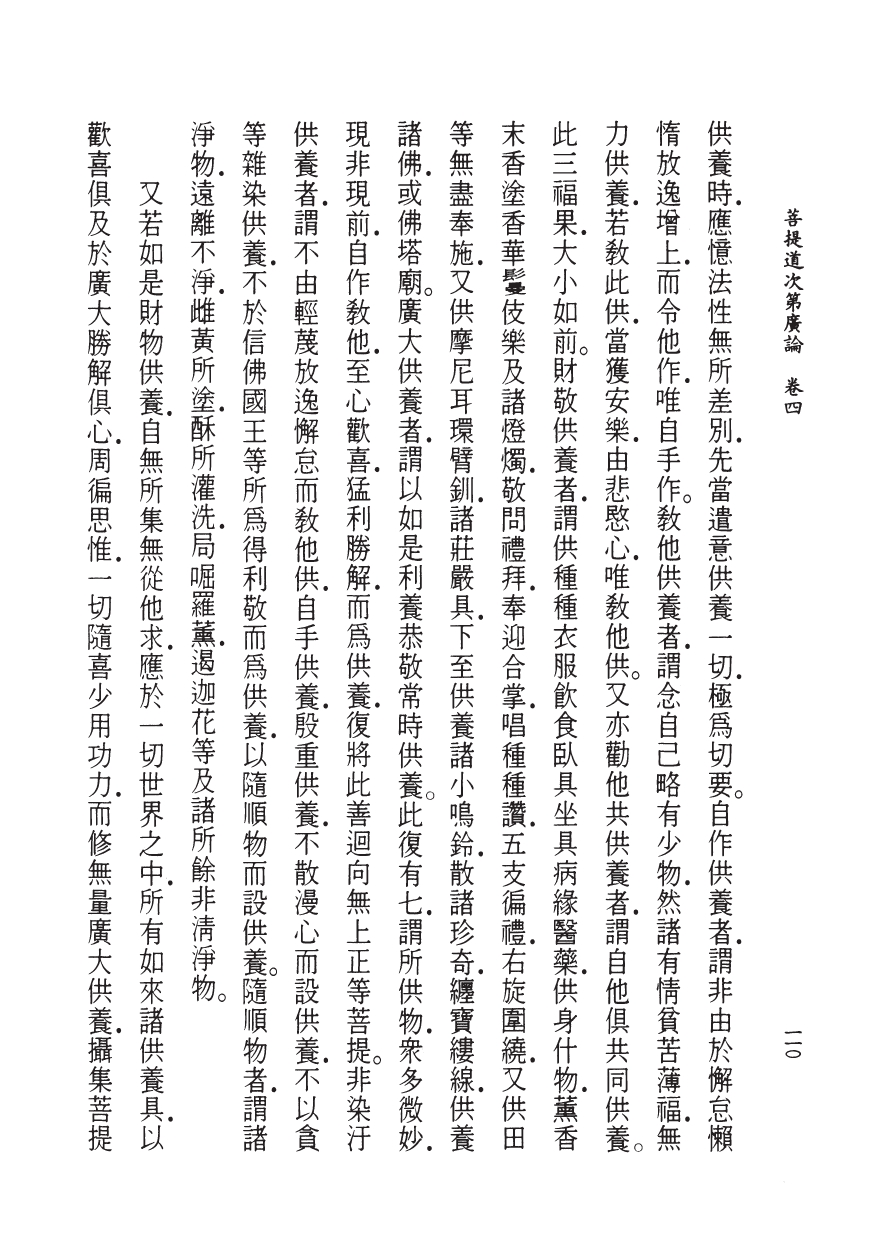 菩提道次第廣論　卷四
一一〇
供養時．應憶法性無所差別．先當遣意供養一切．極爲切要。自作供養者．謂非由於懈怠懶
惰放逸增上．而令他作．唯自手作。敎他供養者．謂念自己略有少物．然諸有情貧苦薄福．無
力供養．若敎此供．當獲安樂．由悲愍心．唯敎他供。又亦勸他共供養者．謂自他俱共同供養。
此三福果．大小如前。財敬供養者．謂供種種衣服飮食臥具坐具病緣醫藥．供身什物．薰香
末香塗香華鬘伎樂及諸燈燭．敬問禮拜．奉迎合掌．唱種種讚．五支徧禮．右旋圍繞．又供田
等無盡奉施．又供摩尼耳環臂釧．諸莊嚴具．下至供養諸小鳴鈴．散諸珍奇．纏寶縷線．供養
諸佛．或佛塔廟。廣大供養者．謂以如是利養恭敬常時供養。此復有七．謂所供物．衆多微妙．
現非現前．自作敎他．至心歡喜．猛利勝解．而爲供養．復將此善迴向無上正等菩提。非染汙
供養者．謂不由輕蔑放逸懈怠而敎他供．自手供養．殷重供養．不散漫心而設供養．不以貪
等雜染供養．不於信佛國王等所爲得利敬而爲供養．以隨順物而設供養。隨順物者．謂諸
淨物．遠離不淨．雌黃所塗．酥所灌洗．局崛羅薰．遏迦花等及諸所餘非淸淨物。
又若如是財物供養．自無所集無從他求．應於一切世界之中．所有如來諸供養具．以
歡喜俱及於廣大勝解俱心．周徧思惟．一切隨喜少用功力．而修無量廣大供養．攝集菩提